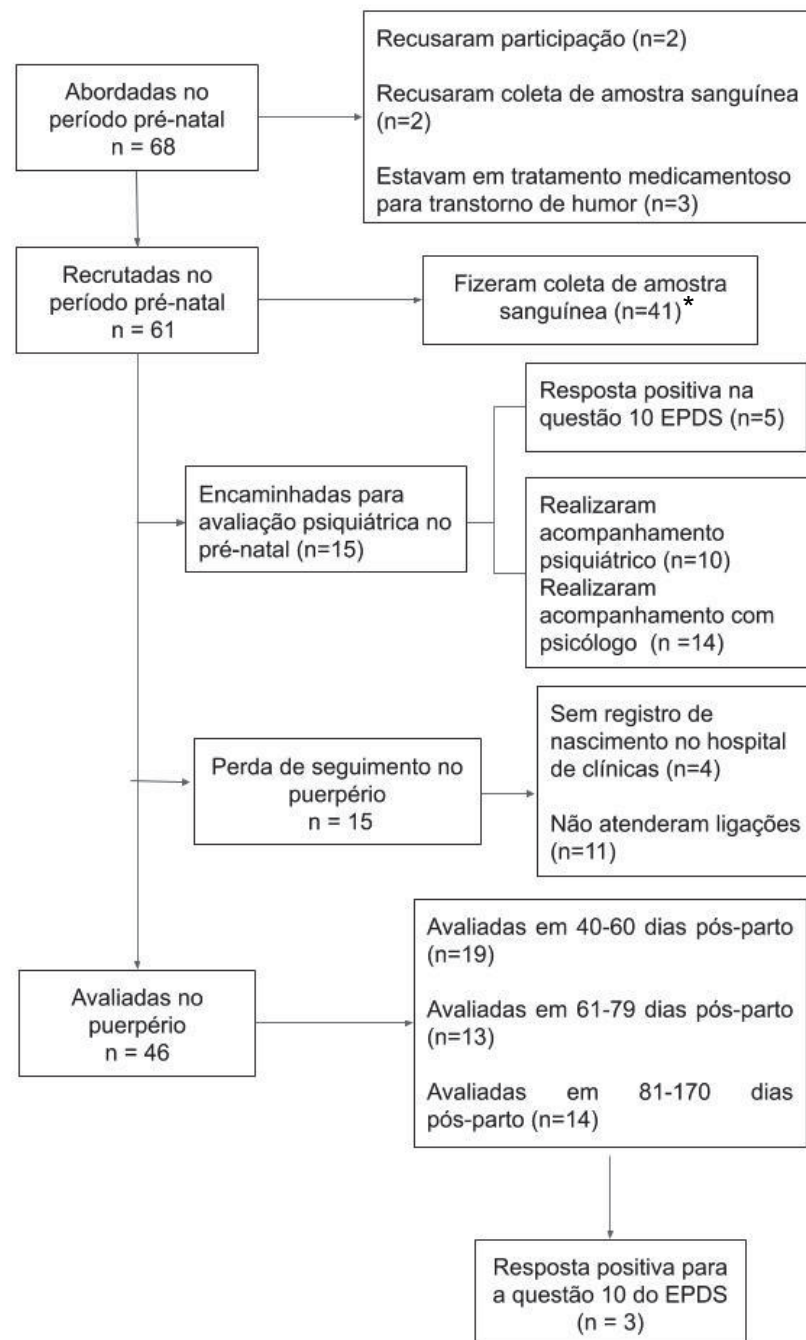 Abordadas no
período pré-natal
n = 68
Recusaram participação (n=2)
Recusaram coleta de amostra sanguínea
(n=2)
Estavam em tratamento medicamentoso
para transtorno de humor (n=3)
Recrutadas no
período pré-natal
n = 61
Fizeram coleta de amostra
sanguínea (n=41)*
Encaminhadas para
avaliação psiquiátrica no
pré-natal (n=15)
Resposta positiva na
questão 10 EPDS (n=5)
Realizaram
acompanhamento
psiquiátrico (n=10)
Realizaram
acompanhamento com
psicólogo (n =14)
Perda de seguimento no
puerpério
n = 15
Sem registro de
nascimento no hospital
de clínicas (n=4)
Não atenderam ligações
(n=11)
Avaliadas no
puerpério
n = 46
Avaliadas em 40-60 dias pós-parto
(n=19)
Avaliadas em 61-79 dias pós-parto
(n=13)
Avaliadas em 81-170 dias
pós-parto (n=14)
Resposta positiva para
a questão 10 do EPDS
(n = 3)